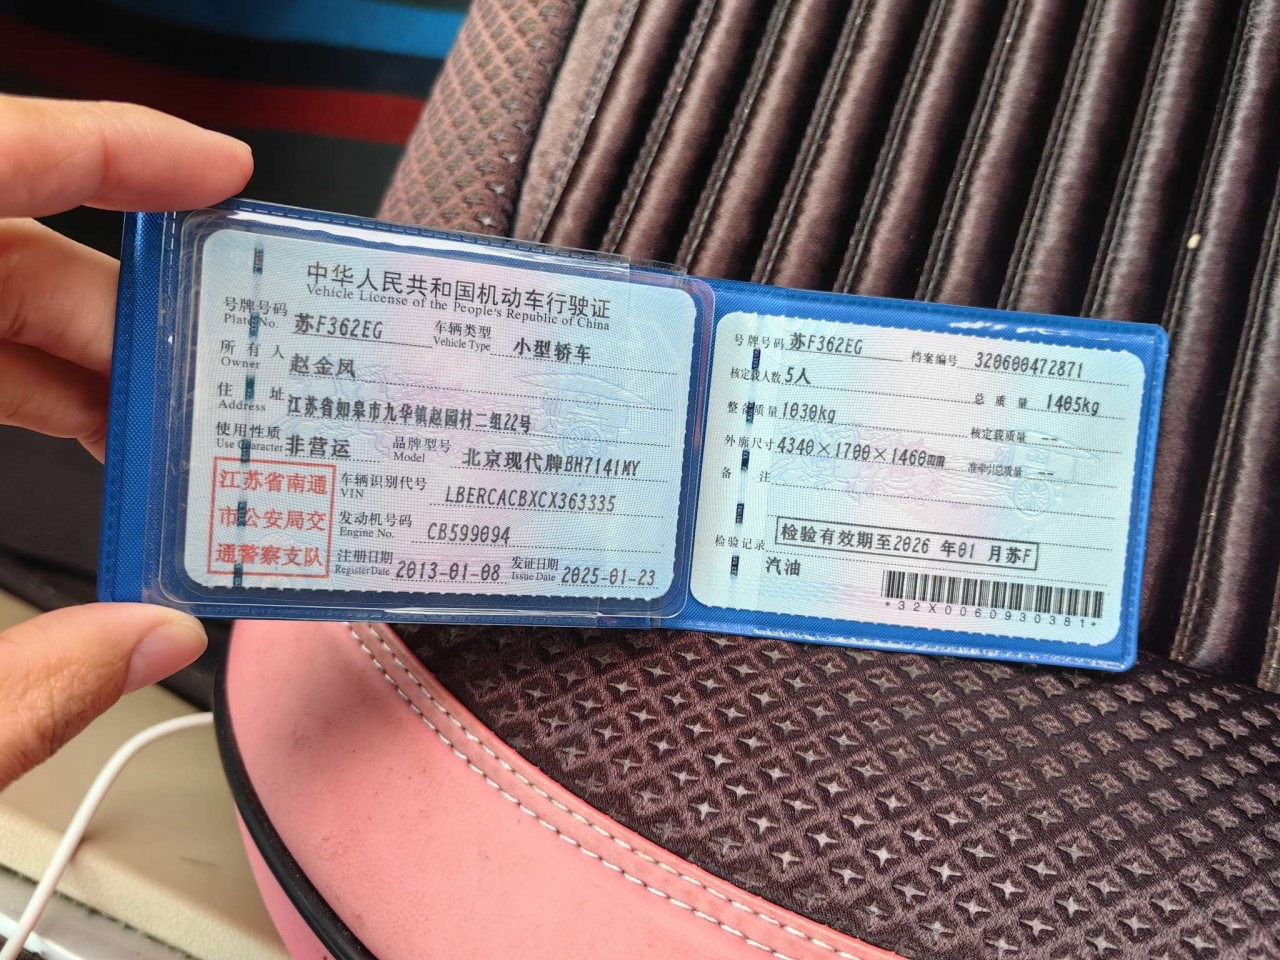 中华人民共和国机动车行驶证
Vehicle License of the People's Republic of China
号牌号码 苏F362EG 车辆类型 小型轿车
Plate No. Vehicle Type
所有人 赵金凤
Owner
住址 江苏省如皋市九华镇赵园村二组22号
Address
使用性质 非营运 品牌型号 北京现代牌BH7141MY
Use Character Model
江苏省南通
市公安局交
通警察支队
车辆识别代号 LBERCACBXCX363335
VIN
发动机号码 CB599094
Engine No.
注册日期 2013-01-08 发证日期 2025-01-23
Register Date Issue Date
号牌号码 苏F362EG 档案编号 320600472871
核定载人数 5人 总质量 1405kg
整备质量 1030kg 核定载质量 --
外廓尺寸 4340×1700×1460mm 准牵引总质量 --
备注
检验记录 检验有效期至2026年01月苏F
汽油
*32X0060930381*